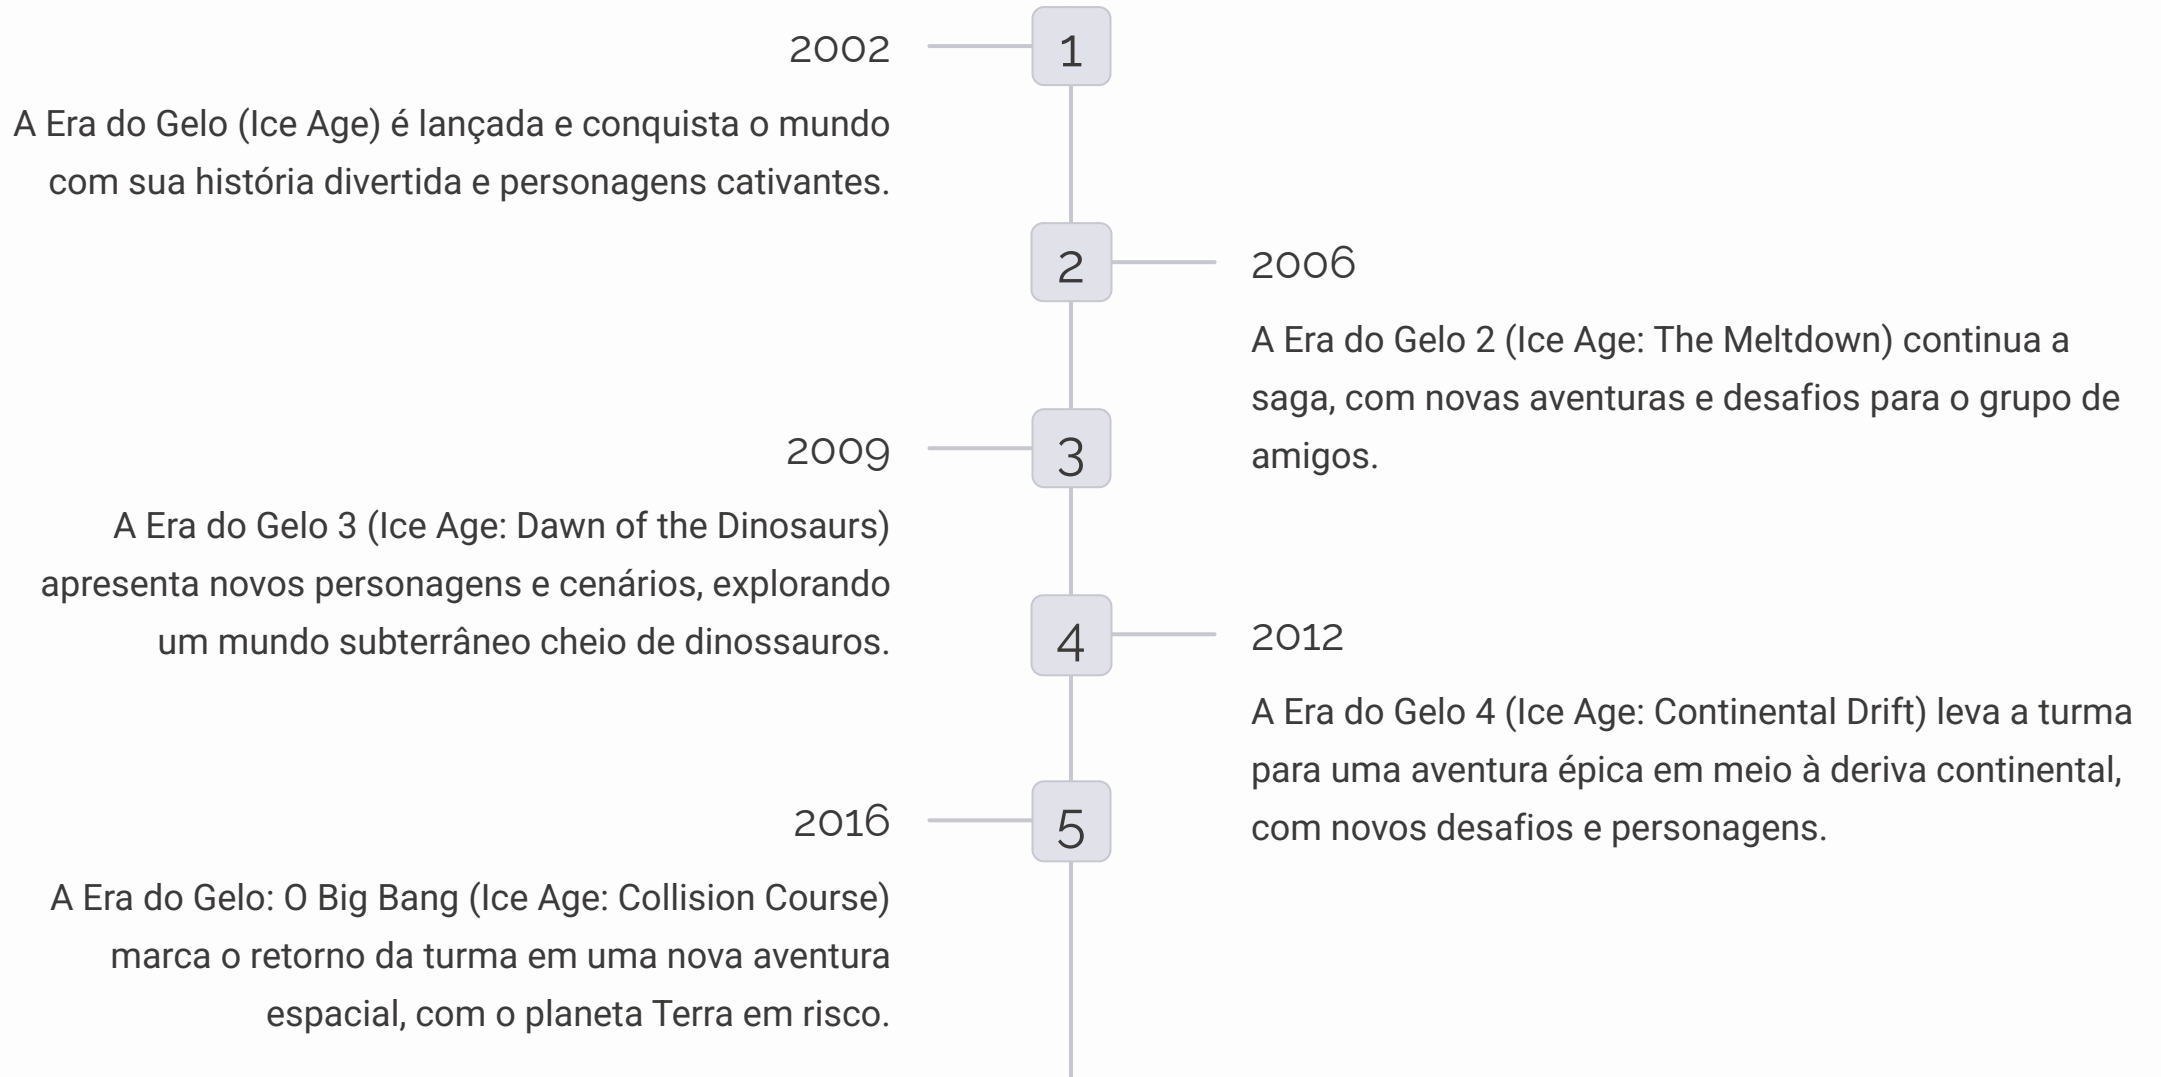 2002
1
A Era do Gelo (Ice Age) é lançada e conquista o mundo
com sua história divertida e personagens cativantes.
2
2006
A Era do Gelo 2 (Ice Age: The Meltdown) continua a
saga, com novas aventuras e desafios para o grupo de
amigos.
2009
3
A Era do Gelo 3 (Ice Age: Dawn of the Dinosaurs)
apresenta novos personagens e cenários, explorando
um mundo subterrâneo cheio de dinossauros.
4
2012
A Era do Gelo 4 (Ice Age: Continental Drift) leva a turma
para uma aventura épica em meio à deriva continental,
com novos desafios e personagens.
2016
5
A Era do Gelo: O Big Bang (Ice Age: Collision Course)
marca o retorno da turma em uma nova aventura
espacial, com o planeta Terra em risco.